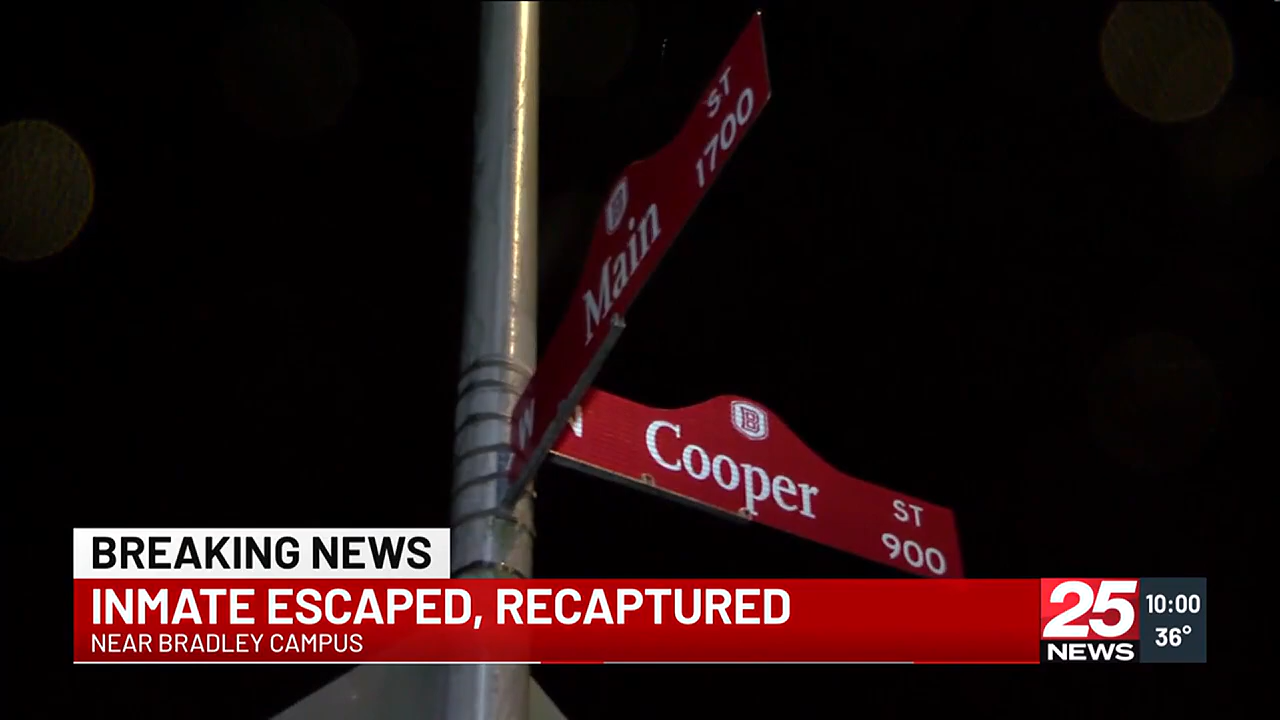 ST
1700
Main
N
N
B
Cooper
ST
900
BREAKING NEWS
INMATE ESCAPED, RECAPTURED
NEAR BRADLEY CAMPUS
25
NEWS
10:00
36°